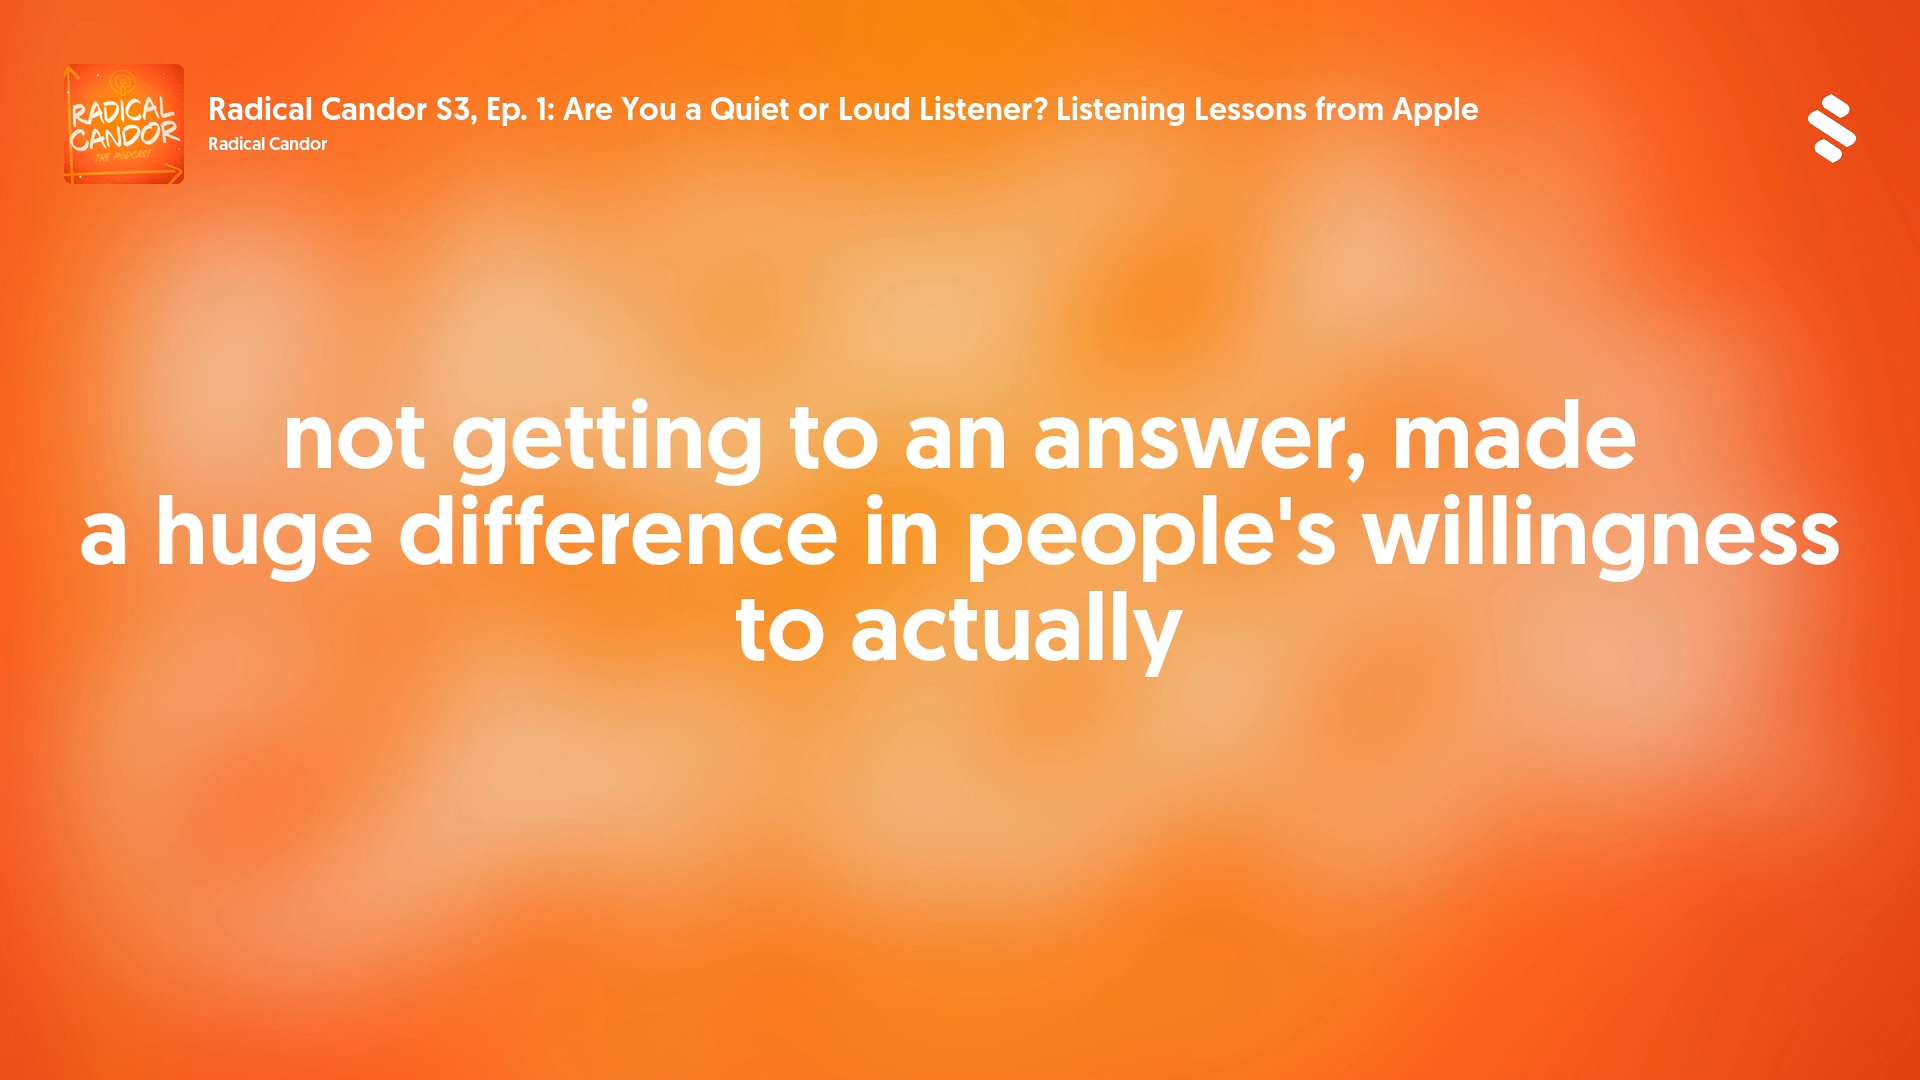 RADICAL
CANDOR
THE PODCAST
Radical Candor S3, Ep. 1: Are You a Quiet or Loud Listener? Listening Lessons from Apple
Radical Candor
not getting to an answer, made
a huge difference in people's willingness
to actually